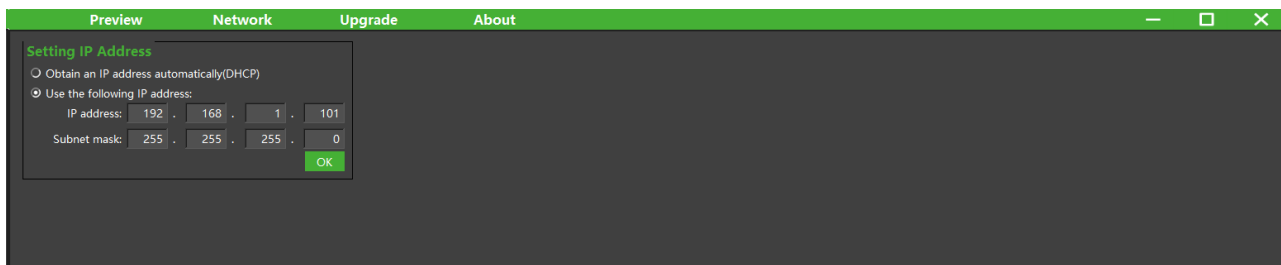 Preview Network Upgrade About
Setting IP Address
Obtain an IP address automatically(DHCP)
Use the following IP address:
IP address: 192 . 168 . 1 . 101
Subnet mask: 255 . 255 . 255 . 0
OK